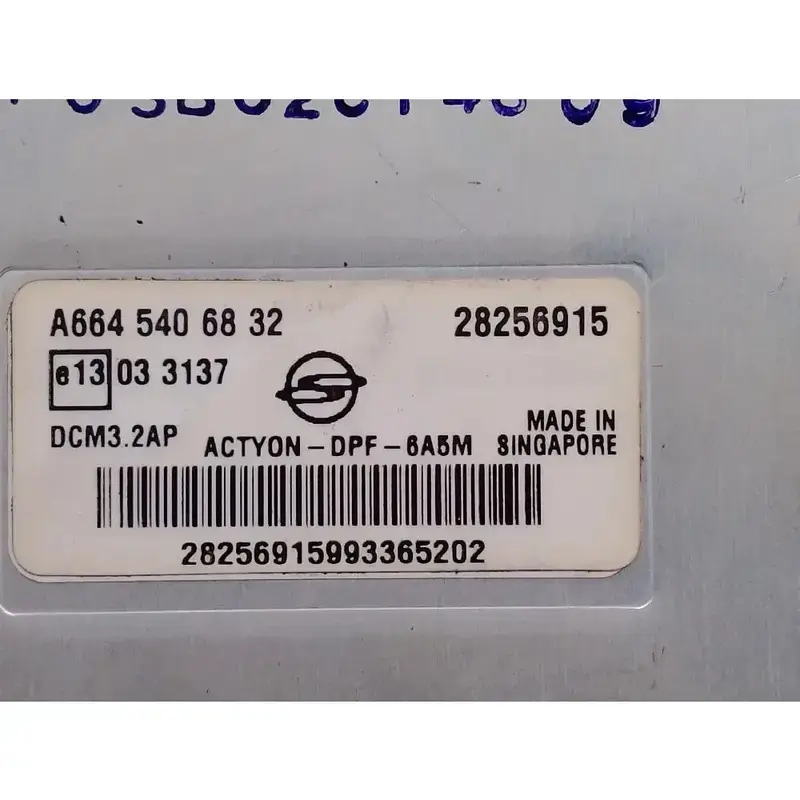 A664 540 68 32 28256915
e13 03 3137
DCM3.2AP ACTYON-DPF-6A5M MADE IN SINGAPORE
28256915993365202